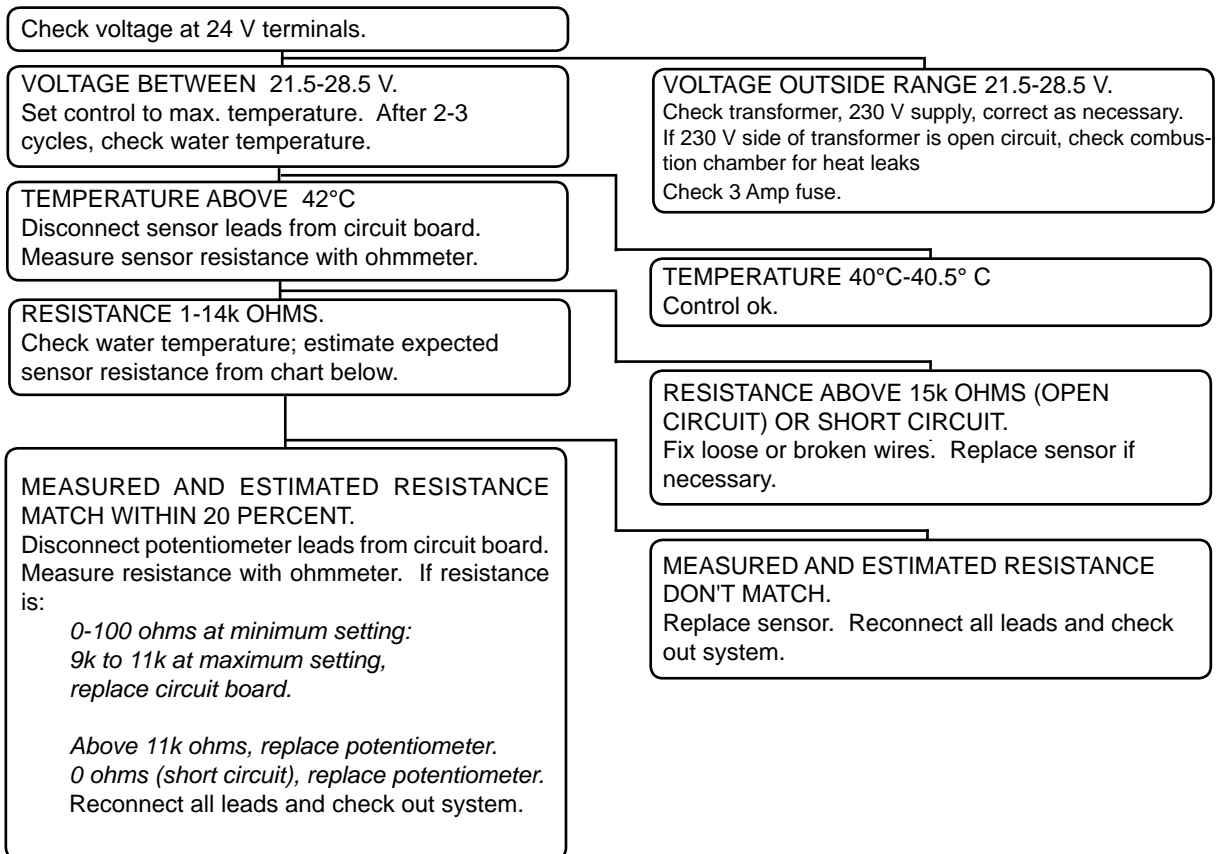 Check voltage at 24 V terminals.
VOLTAGE BETWEEN 21.5-28.5 V.
Set control to max. temperature. After 2-3
cycles, check water temperature.
VOLTAGE OUTSIDE RANGE 21.5-28.5 V.
Check transformer, 230 V supply, correct as necessary.
If 230 V side of transformer is open circuit, check combus-
tion chamber for heat leaks
Check 3 Amp fuse.
TEMPERATURE ABOVE 42°C
Disconnect sensor leads from circuit board.
Measure sensor resistance with ohmmeter.
TEMPERATURE 40°C-40.5° C
Control ok.
RESISTANCE 1-14k OHMS.
Check water temperature; estimate expected
sensor resistance from chart below.
RESISTANCE ABOVE 15k OHMS (OPEN
CIRCUIT) OR SHORT CIRCUIT.
Fix loose or broken wires. Replace sensor if
necessary.
MEASURED AND ESTIMATED RESISTANCE
MATCH WITHIN 20 PERCENT.
Disconnect potentiometer leads from circuit board.
Measure resistance with ohmmeter. If resistance
is:
0-100 ohms at minimum setting:
9k to 11k at maximum setting,
replace circuit board.
Above 11k ohms, replace potentiometer.
0 ohms (short circuit), replace potentiometer.
Reconnect all leads and check out system.
MEASURED AND ESTIMATED RESISTANCE
DON'T MATCH.
Replace sensor. Reconnect all leads and check
out system.